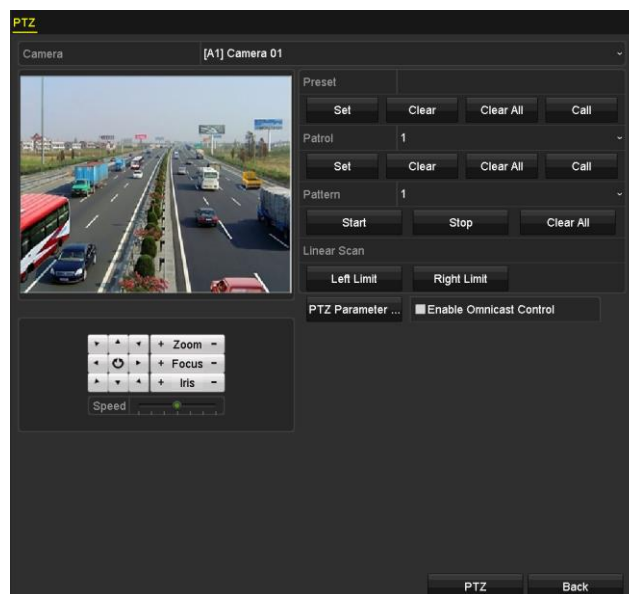 PTZ
Camera [A1] Camera 01
Preset
Set Clear Clear All Call
Patrol 1
Set Clear Clear All Call
Pattern 1
Start Stop Clear All
Linear Scan
Left Limit Right Limit
PTZ Parameter ... Enable Omnicast Control
+ Zoom -
+ Focus -
+ Iris -
Speed
PTZ Back